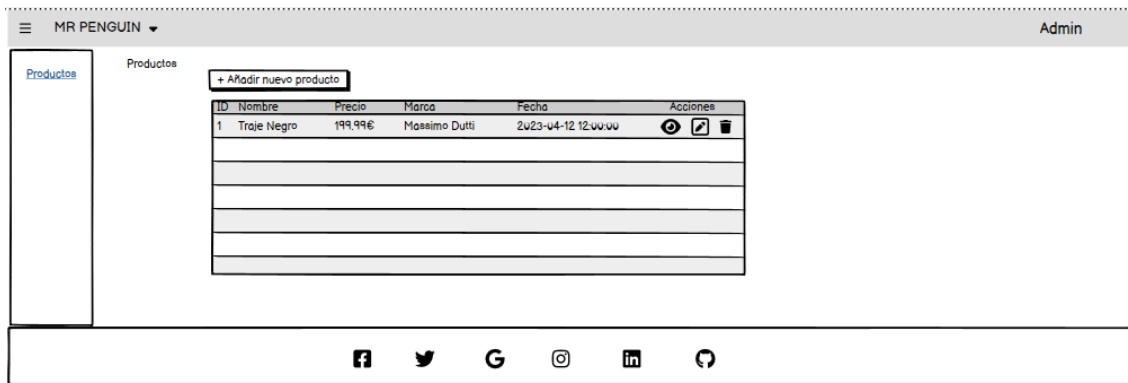 MR PENGUIN
Admin
Productos
Productos
+ Añadir nuevo producto
ID Nombre Precio Marca Fecha Acciones
1 Traje Negro 199.99€ Massimo Dutti 2023-04-12 12:00:00